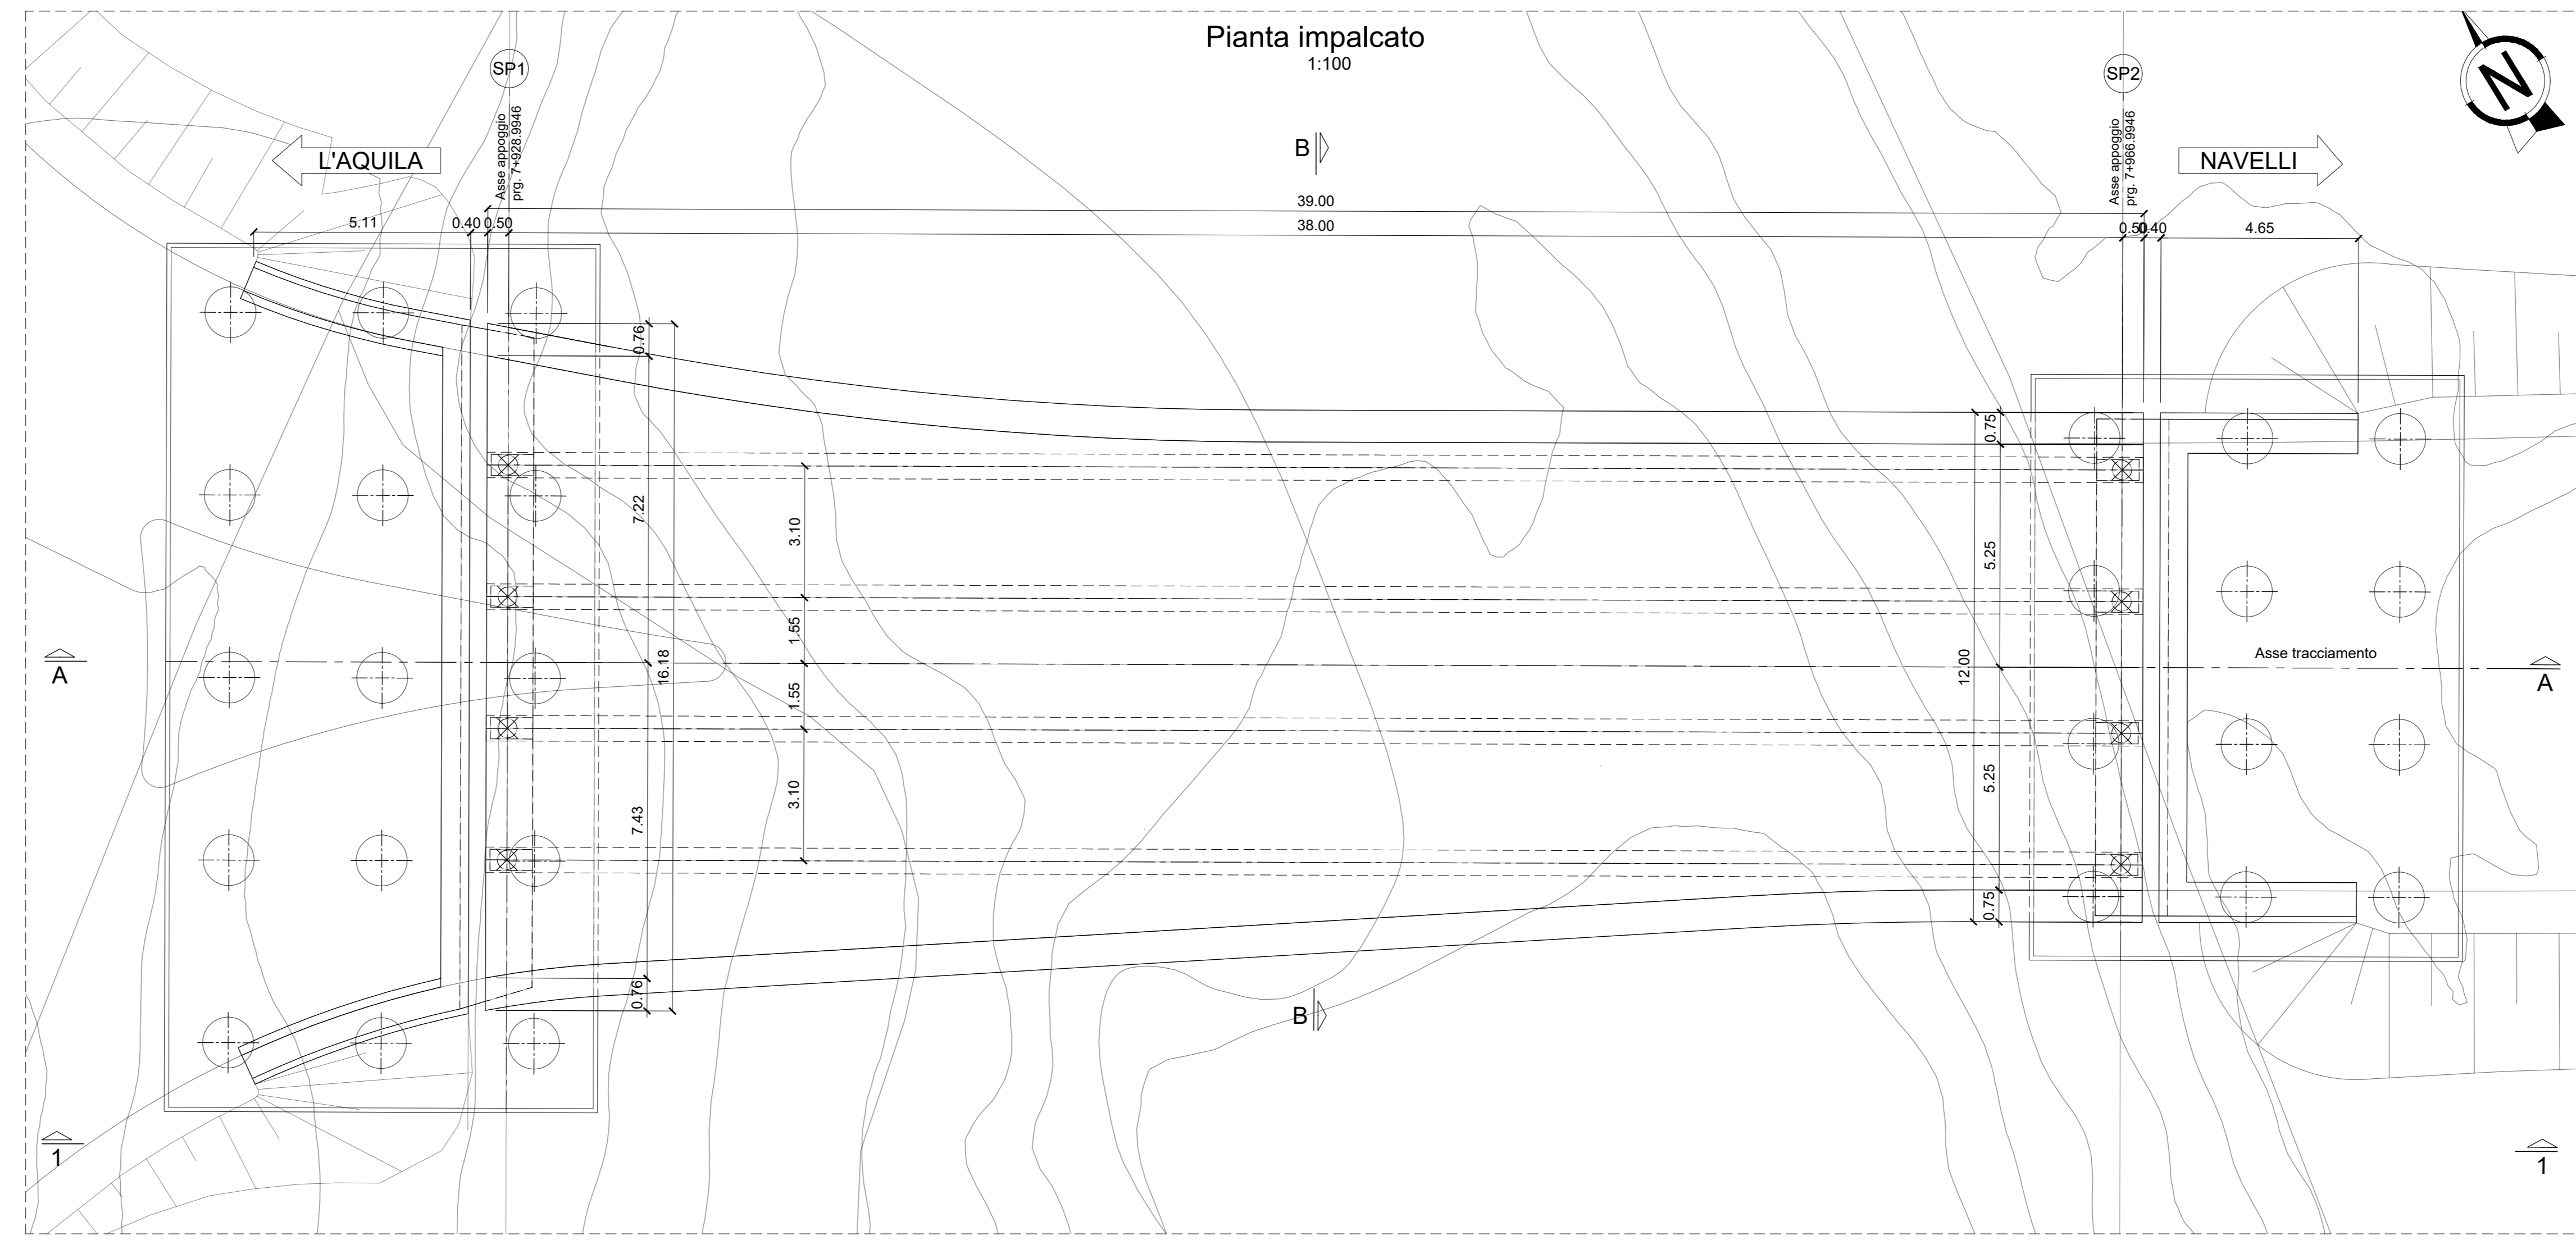 Pianta impalcato
1:100
N
SP1
SP2
Asse appoggio
prg. 7+928.9946
Asse appoggio
prg. 7+966.9946
L'AQUILA
NAVELLI
B
39.00
5.11
0.40
0.50
38.00
0.50
0.40
4.65
0.76
7.22
16.18
7.43
0.76
3.10
1.55
1.55
3.10
0.75
5.25
12.00
5.25
0.75
Asse tracciamento
A
A
B
1
1